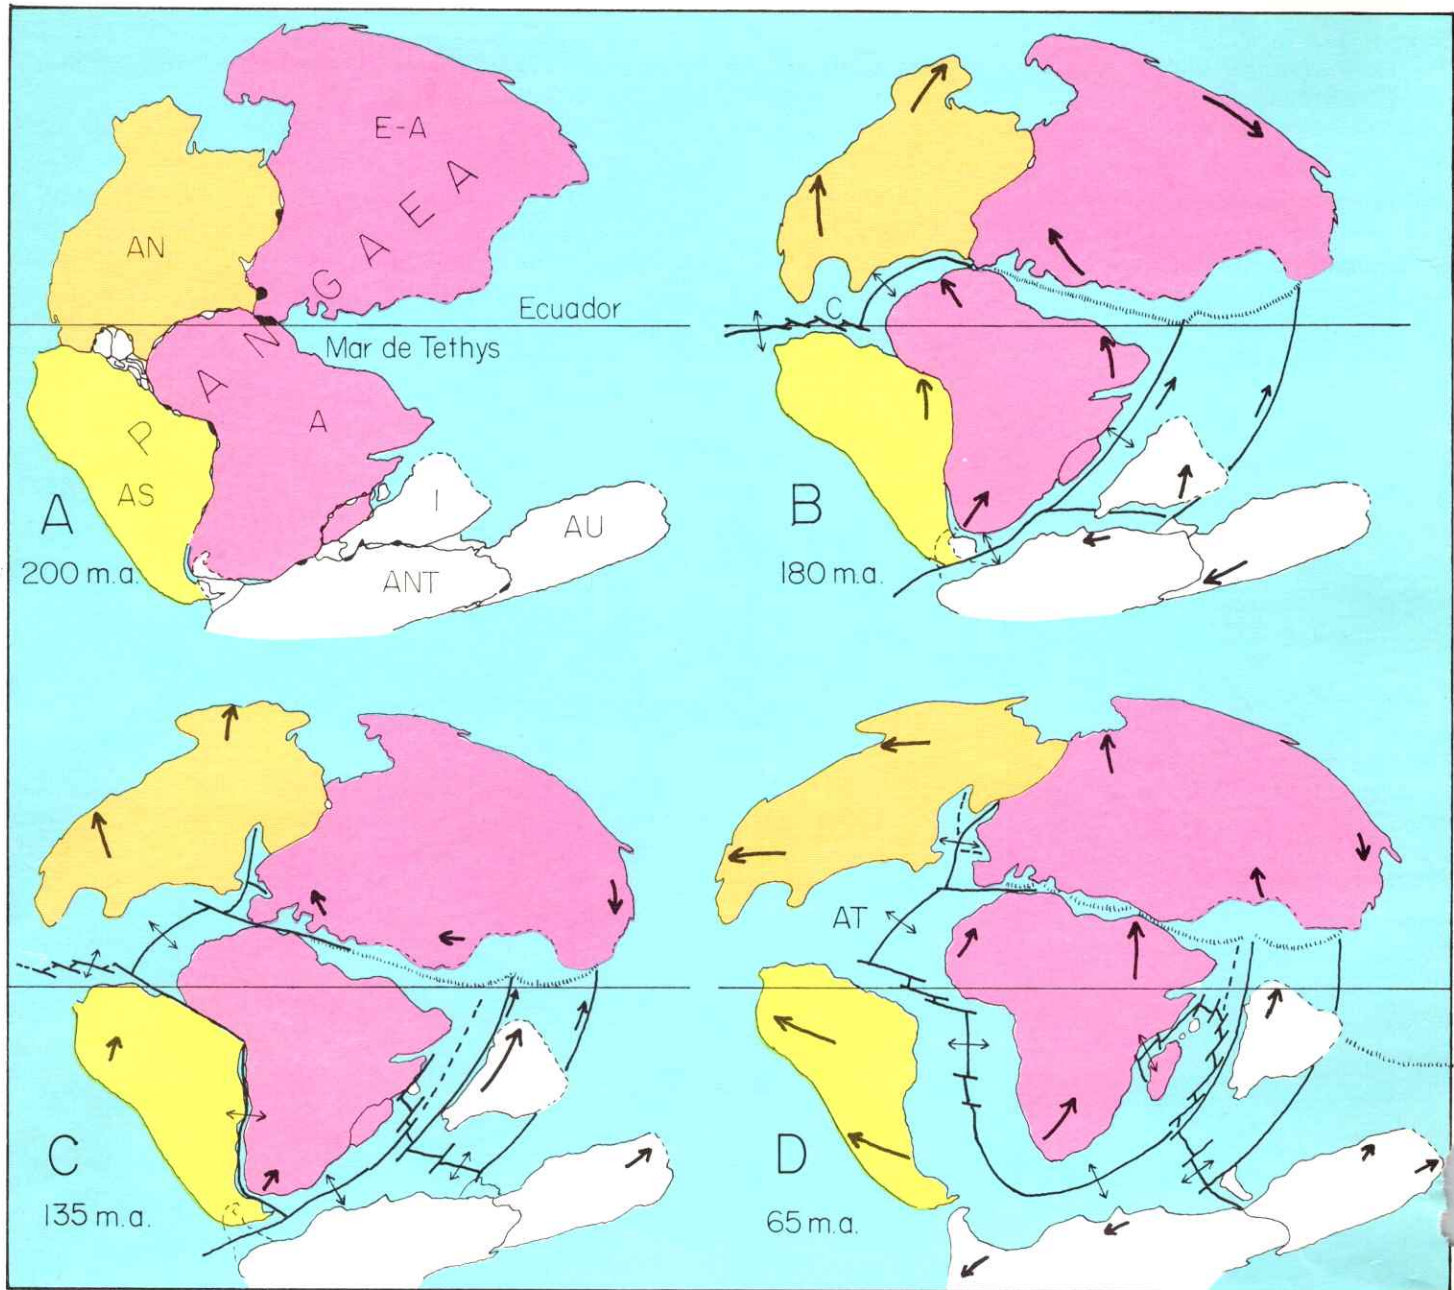 E-A
AN
PANGAEA
Ecuador
Mar de Tethys
A
AS
I
AU
ANT
A
200 m.a.
C
B
180 m.a.
C
135 m.a.
AT
D
65 m.a.